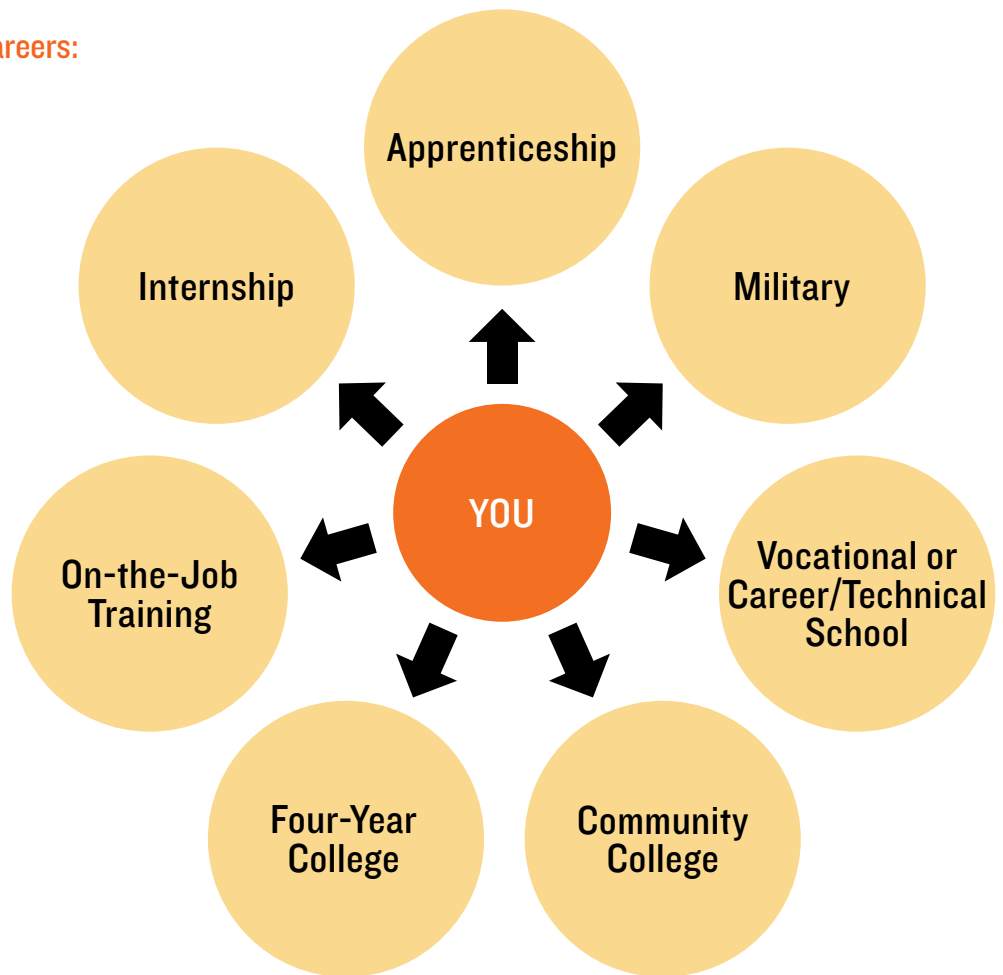 areers:
Apprenticeship
Internship
Military
YOU
On-the-Job
Training
Vocational or
Career/Technical
School
Four-Year
College
Community
College